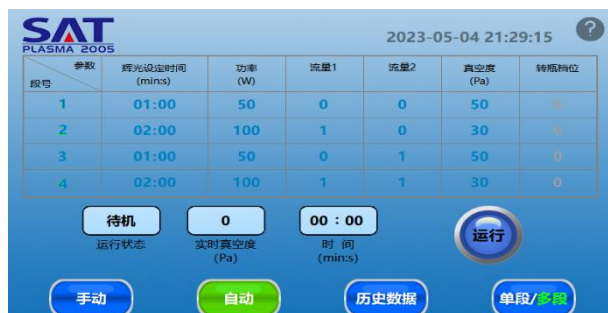 SAT
PLASMA 2005
2023-05-04 21:29:15
?
参数 辉光设定时间 功率 流量1 流量2 真空度 转瓶档位
段号 (min:s) (W) (Pa)
1 01:00 50 0 0 50 0
2 02:00 100 1 0 30 0
3 01:00 50 0 1 50 0
4 02:00 100 1 1 30 0
待机 0 00 : 00 运行
运行状态 实时真空度 时 间
(Pa) (min:s)
手动 自动 历史数据 单段/多段